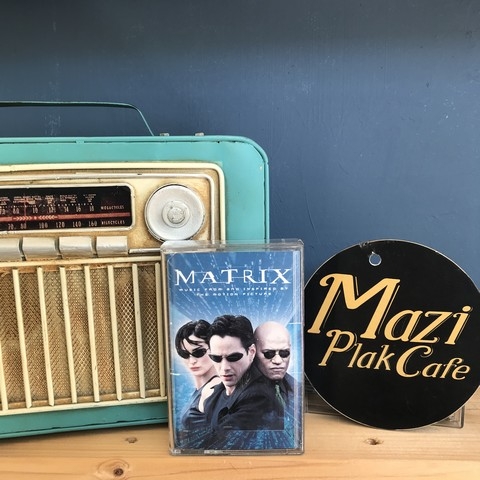 MATRIX
MUSIC FROM AND INSPIRED BY
THE MOTION PICTURE
Mazi
Plak Cafe